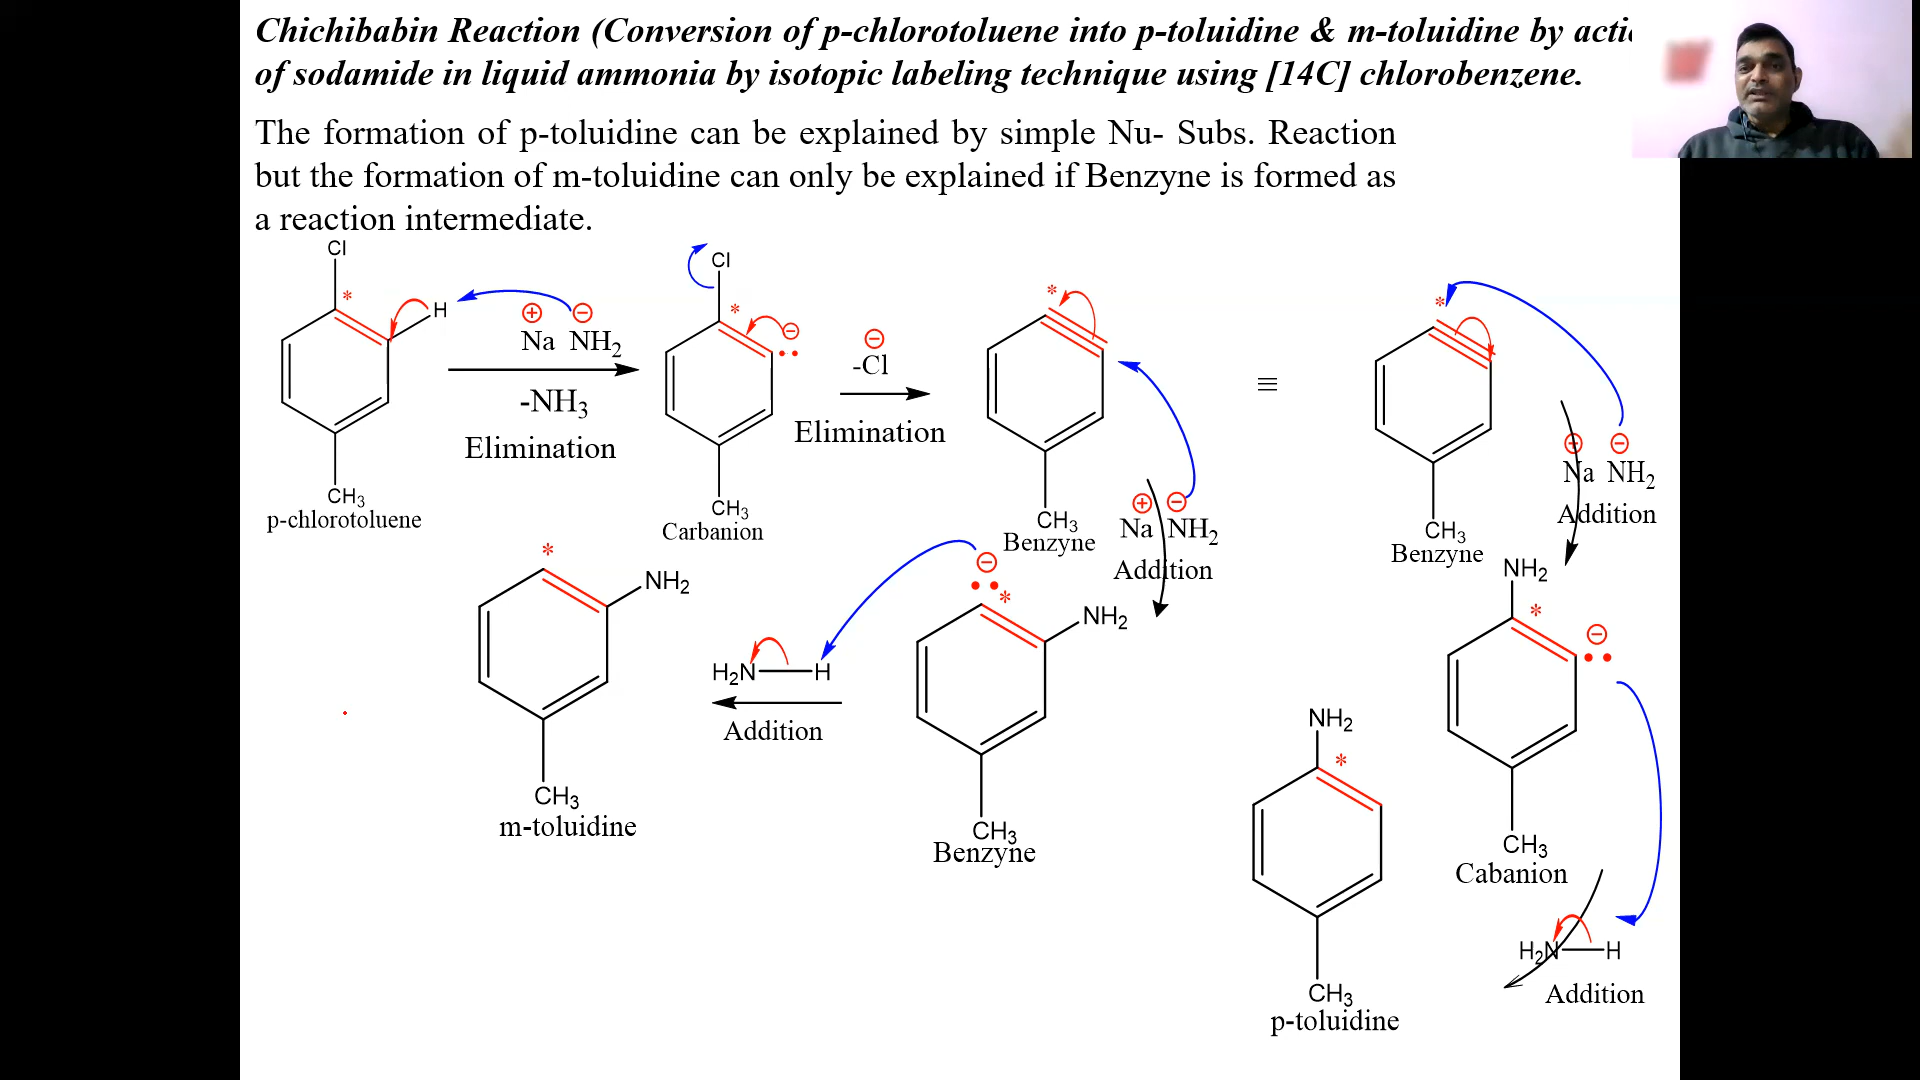 Chichibabin Reaction (Conversion of p-chlorotoluene into p-toluidine & m-toluidine by acti
of sodamide in liquid ammonia by isotopic labeling technique using [14C] chlorobenzene.
The formation of p-toluidine can be explained by simple Nu- Subs. Reaction
but the formation of m-toluidine can only be explained if Benzyne is formed as
a reaction intermediate.
Cl
*
H
CH3
p-chlorotoluene
⊕ ⊖
Na NH2
-NH3
Elimination
Cl
*
⊖
CH3
Carbanion
⊖
-Cl
Elimination
*
CH3
Benzyne
⊕ ⊖
Na NH2
Addition
≡
*
CH3
Benzyne
⊕ ⊖
Na NH2
Addition
*
NH2
CH3
m-toluidine
H2N H
Addition
⊖
*
NH2
CH3
Benzyne
NH2
*
⊖
CH3
Cabanion
H2N H
Addition
NH2
*
CH3
p-toluidine